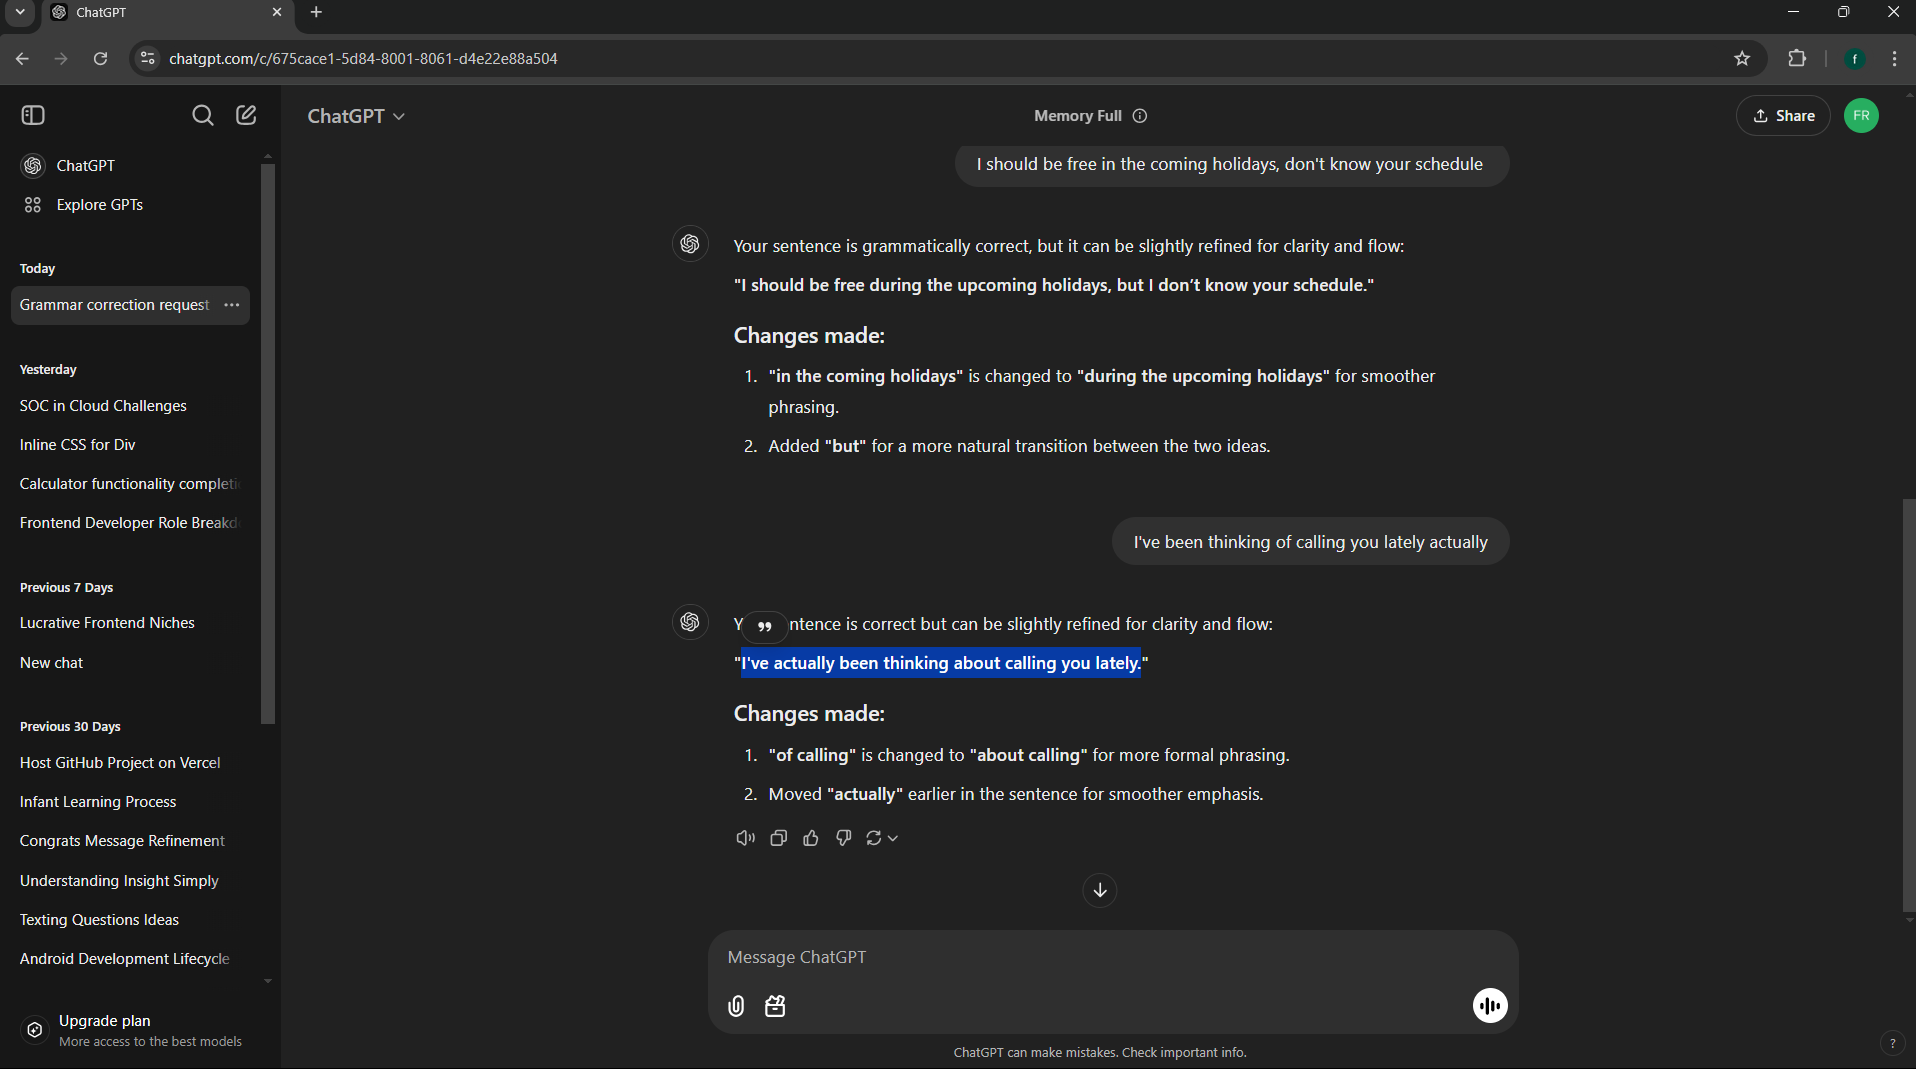 ChatGPT
chatgpt.com/c/675cace1-5d84-8001-8061-d4e22e88a504
f
ChatGPT
Memory Full
Share
FR
ChatGPT
Explore GPTs
Today
Grammar correction request
Yesterday
SOC in Cloud Challenges
Inline CSS for Div
Calculator functionality completi
Frontend Developer Role Breakd
Previous 7 Days
Lucrative Frontend Niches
New chat
Previous 30 Days
Host GitHub Project on Vercel
Infant Learning Process
Congrats Message Refinement
Understanding Insight Simply
Texting Questions Ideas
Android Development Lifecycle
Upgrade plan
More access to the best models
I should be free in the coming holidays, don't know your schedule
Your sentence is grammatically correct, but it can be slightly refined for clarity and flow:
"I should be free during the upcoming holidays, but I don’t know your schedule."
Changes made:
1. "in the coming holidays" is changed to "during the upcoming holidays" for smoother
phrasing.
2. Added "but" for a more natural transition between the two ideas.
I've been thinking of calling you lately actually
Y ntence is correct but can be slightly refined for clarity and flow:
"I've actually been thinking about calling you lately."
Changes made:
1. "of calling" is changed to "about calling" for more formal phrasing.
2. Moved "actually" earlier in the sentence for smoother emphasis.
Message ChatGPT
ChatGPT can make mistakes. Check important info.
?